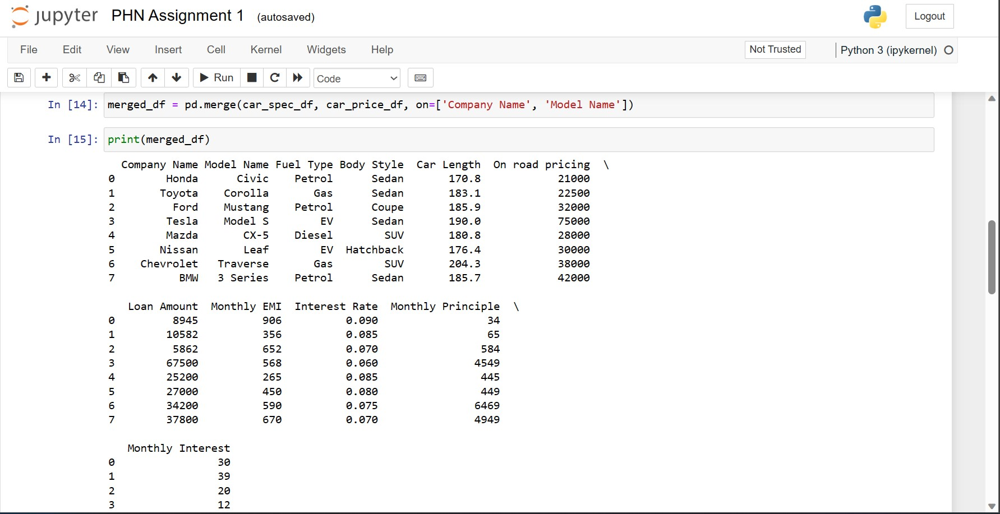 jupyter PHN Assignment 1 (autosaved) Logout
File Edit View Insert Cell Kernel Widgets Help Not Trusted Python 3 (ipykernel)
Run Code
In [14]: merged_df = pd.merge(car_spec_df, car_price_df, on=['Company Name', 'Model Name'])
In [15]: print(merged_df)
Company Name Model Name Fuel Type Body Style Car Length On road pricing \
0 Honda Civic Petrol Sedan 170.8 21000
1 Toyota Corolla Gas Sedan 183.1 22500
2 Ford Mustang Petrol Coupe 185.9 32000
3 Tesla Model S EV Sedan 190.0 75000
4 Mazda CX-5 Diesel SUV 180.8 28000
5 Nissan Leaf EV Hatchback 176.4 30000
6 Chevrolet Traverse Gas SUV 204.3 38000
7 BMW 3 Series Petrol Sedan 185.7 42000
Loan Amount Monthly EMI Interest Rate Monthly Principle \
0 8945 906 0.090 34
1 10582 356 0.085 65
2 5862 652 0.070 584
3 67500 568 0.060 4549
4 25200 265 0.085 445
5 27000 450 0.080 449
6 34200 590 0.075 6469
7 37800 670 0.070 4949
Monthly Interest
0 30
1 39
2 20
3 12